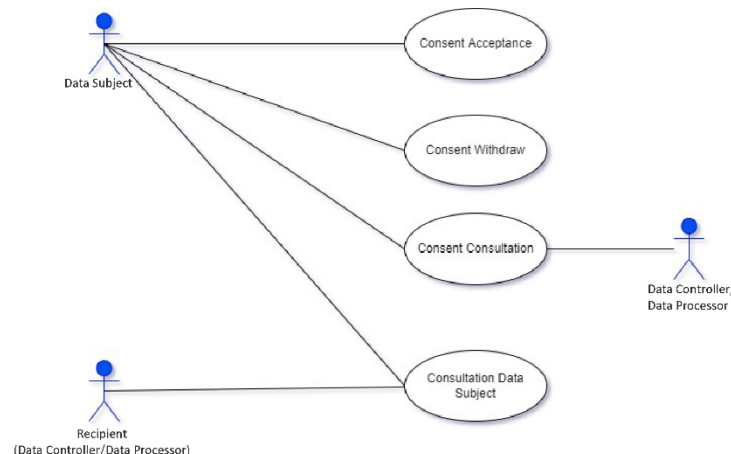 Consent Acceptance
Data Subject
Consent Withdraw
Consent Consultation
Data Controller,
Data Processor
Consultation Data
Subject
Recipient
(Data Controller/Data Processor)